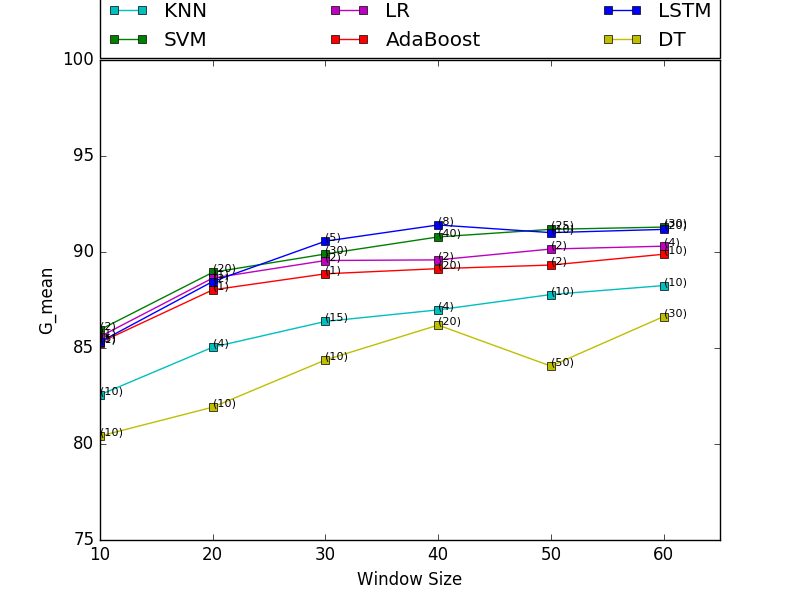 KNN LR LSTM
SVM AdaBoost DT
100
95
90
85
80
75
G_mean
(8)
(5) (25) (30)
(20) (40)
(30) (2) (4)
(2) (2) (10)
(1) (20) (2)
(1)
(2)
(15) (4) (10) (10)
(4) (20) (30)
(10) (50)
(10)
(10)
(10)
10 20 30 40 50 60
Window Size